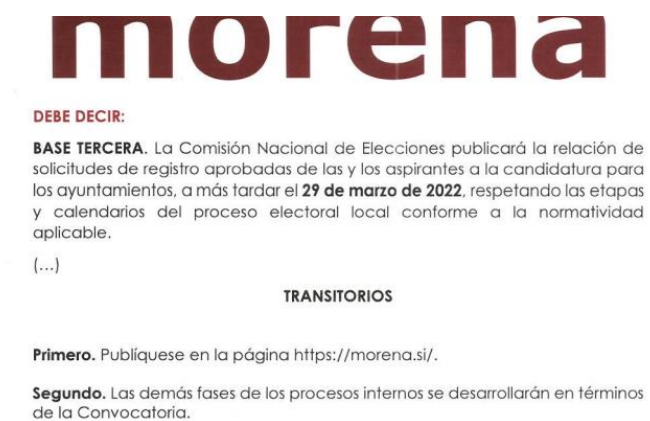 morena
DEBE DECIR:
BASE TERCERA. La Comisión Nacional de Elecciones publicará la relación de
solicitudes de registro aprobadas de las y los aspirantes a la candidatura para
los ayuntamientos, a más tardar el 29 de marzo de 2022, respetando las etapas
y calendarios del proceso electoral local conforme a la normatividad
aplicable.
(...)
TRANSITORIOS
Primero. Publíquese en la página https://morena.si/.
Segundo. Las demás fases de los procesos internos se desarrollarán en términos
de la Convocatoria.